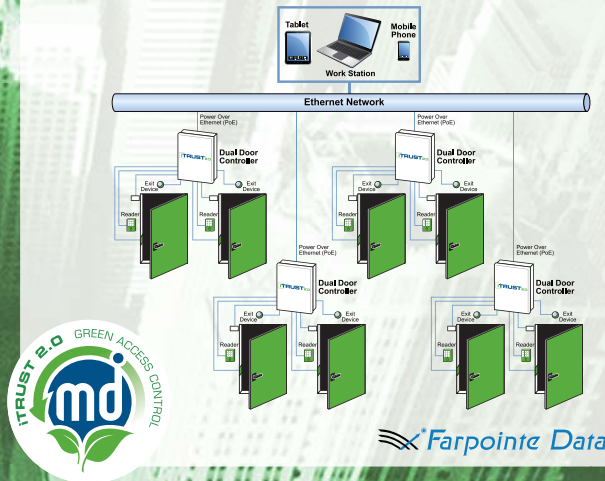 Tablet
Mobile
Phone
Work Station
Ethernet Network
Power Over
Ethernet (PoE)
iTRUST
Dual Door
Controller
Exit
Device
Exit
Reader
Reader
Power Over
Ethernet (PoE)
iTRUST
Dual Door
Controller
Exit
Device
Exit
Device
Reader
Reader
Power Over
Ethernet (PoE)
iTRUST
Dual Door
Controller
Exit
Device
Exit
Device
Reader
Reader
Power Over
Ethernet (PoE)
iTRUST
Dual Door
Controller
Exit
Device
Exit
Device
Reader
Reader
iTRUST 2.0 GREEN ACCESS CONTROL
md
Farpointe Data